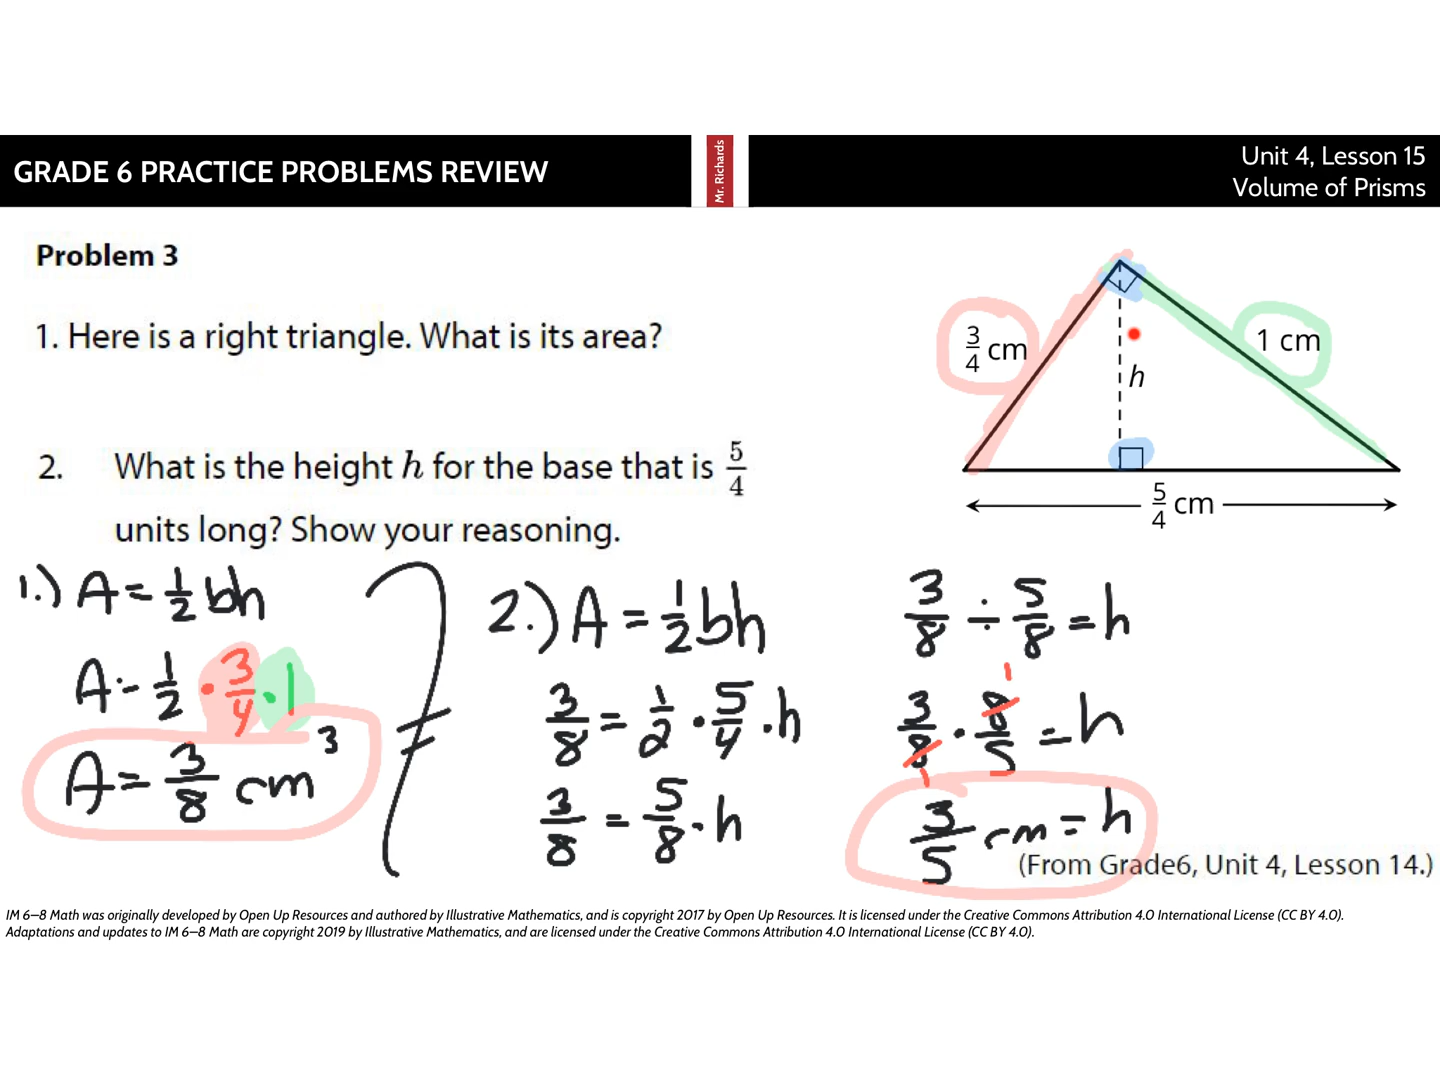 GRADE 6 PRACTICE PROBLEMS REVIEW
Mr. Richards
Unit 4, Lesson 15
Volume of Prisms
Problem 3
1. Here is a right triangle. What is its area?
2. What is the height h for the base that is 5/4
units long? Show your reasoning.
3/4 cm
1 cm
h
5/4 cm
1.) A = 1/2 bh
A = 1/2 · 3/4 · 1
A = 3/8 cm³
2.) A = 1/2 bh
3/8 = 1/2 · 5/4 · h
3/8 = 5/8 · h
3/8 ÷ 5/8 = h
1
3/8 · 8/5 = h
1
3/5 cm = h
(From Grade6, Unit 4, Lesson 14.)
IM 6–8 Math was originally developed by Open Up Resources and authored by Illustrative Mathematics, and is copyright 2017 by Open Up Resources. It is licensed under the Creative Commons Attribution 4.0 International License (CC BY 4.0).
Adaptations and updates to IM 6–8 Math are copyright 2019 by Illustrative Mathematics, and are licensed under the Creative Commons Attribution 4.0 International License (CC BY 4.0).